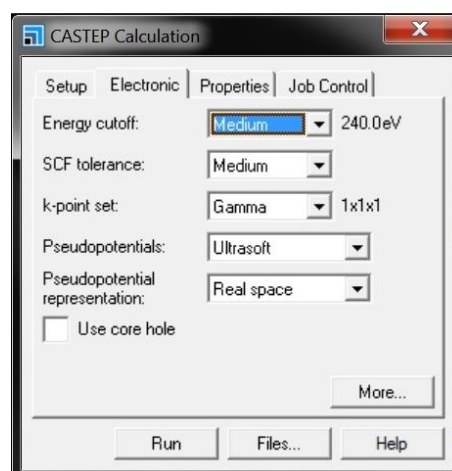 CASTEP Calculation
Setup Electronic Properties Job Control
Energy cutoff: Medium 240.0eV
SCF tolerance: Medium
k-point set: Gamma 1x1x1
Pseudopotentials: Ultrasoft
Pseudopotential
representation: Real space
Use core hole
More...
Run Files... Help